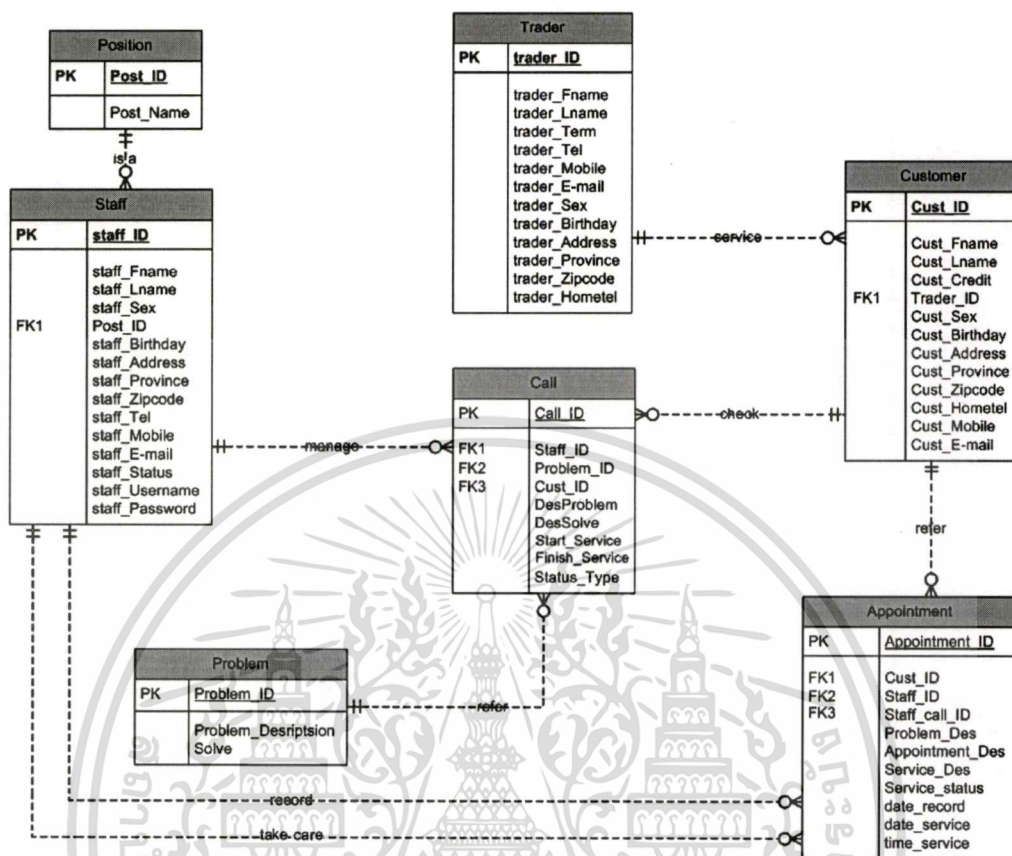 Position
PK Post_ID
Post_Name
is a
Staff
PK staff_ID
staff_Fname
staff_Lname
staff_Sex
FK1 Post_ID
staff_Birthday
staff_Address
staff_Province
staff_Zipcode
staff_Tel
staff_Mobile
staff_E-mail
staff_Status
staff_Username
staff_Password
Trader
PK trader_ID
trader_Fname
trader_Lname
trader_Term
trader_Tel
trader_Mobile
trader_E-mail
trader_Sex
trader_Birthday
trader_Address
trader_Province
trader_Zipcode
trader_Hometel
service
Customer
PK Cust_ID
Cust_Fname
Cust_Lname
Cust_Credit
FK1 Trader_ID
Cust_Sex
Cust_Birthday
Cust_Address
Cust_Province
Cust_Zipcode
Cust_Hometel
Cust_Mobile
Cust_E-mail
manage
Call
PK Call_ID
FK1 Staff_ID
FK2 Problem_ID
FK3 Cust_ID
DesProblem
DesSolve
Start_Service
Finish_Service
Status_Type
check
refer
Problem
PK Problem_ID
Problem_Desriptsion
Solve
refer
Appointment
PK Appointment_ID
FK1 Cust_ID
FK2 Staff_ID
FK3 Staff_call_ID
Problem_Des
Appointment_Des
Service_Des
Service_status
date_record
date_service
time_service
record
take care